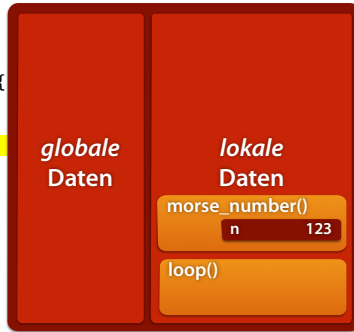 {
globale
Daten
lokale
Daten
morse_number()
n 123
loop()